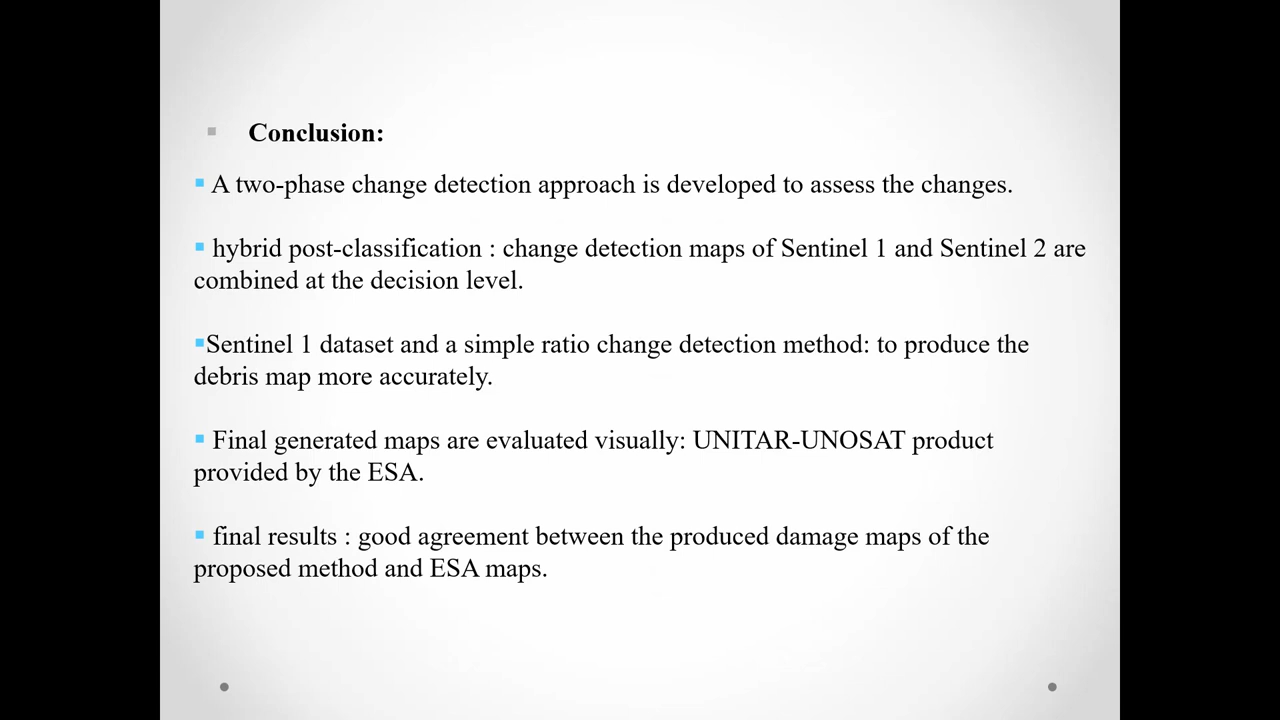 Conclusion:
A two-phase change detection approach is developed to assess the changes.
hybrid post-classification : change detection maps of Sentinel 1 and Sentinel 2 are
combined at the decision level.
Sentinel 1 dataset and a simple ratio change detection method: to produce the
debris map more accurately.
Final generated maps are evaluated visually: UNITAR-UNOSAT product
provided by the ESA.
final results : good agreement between the produced damage maps of the
proposed method and ESA maps.